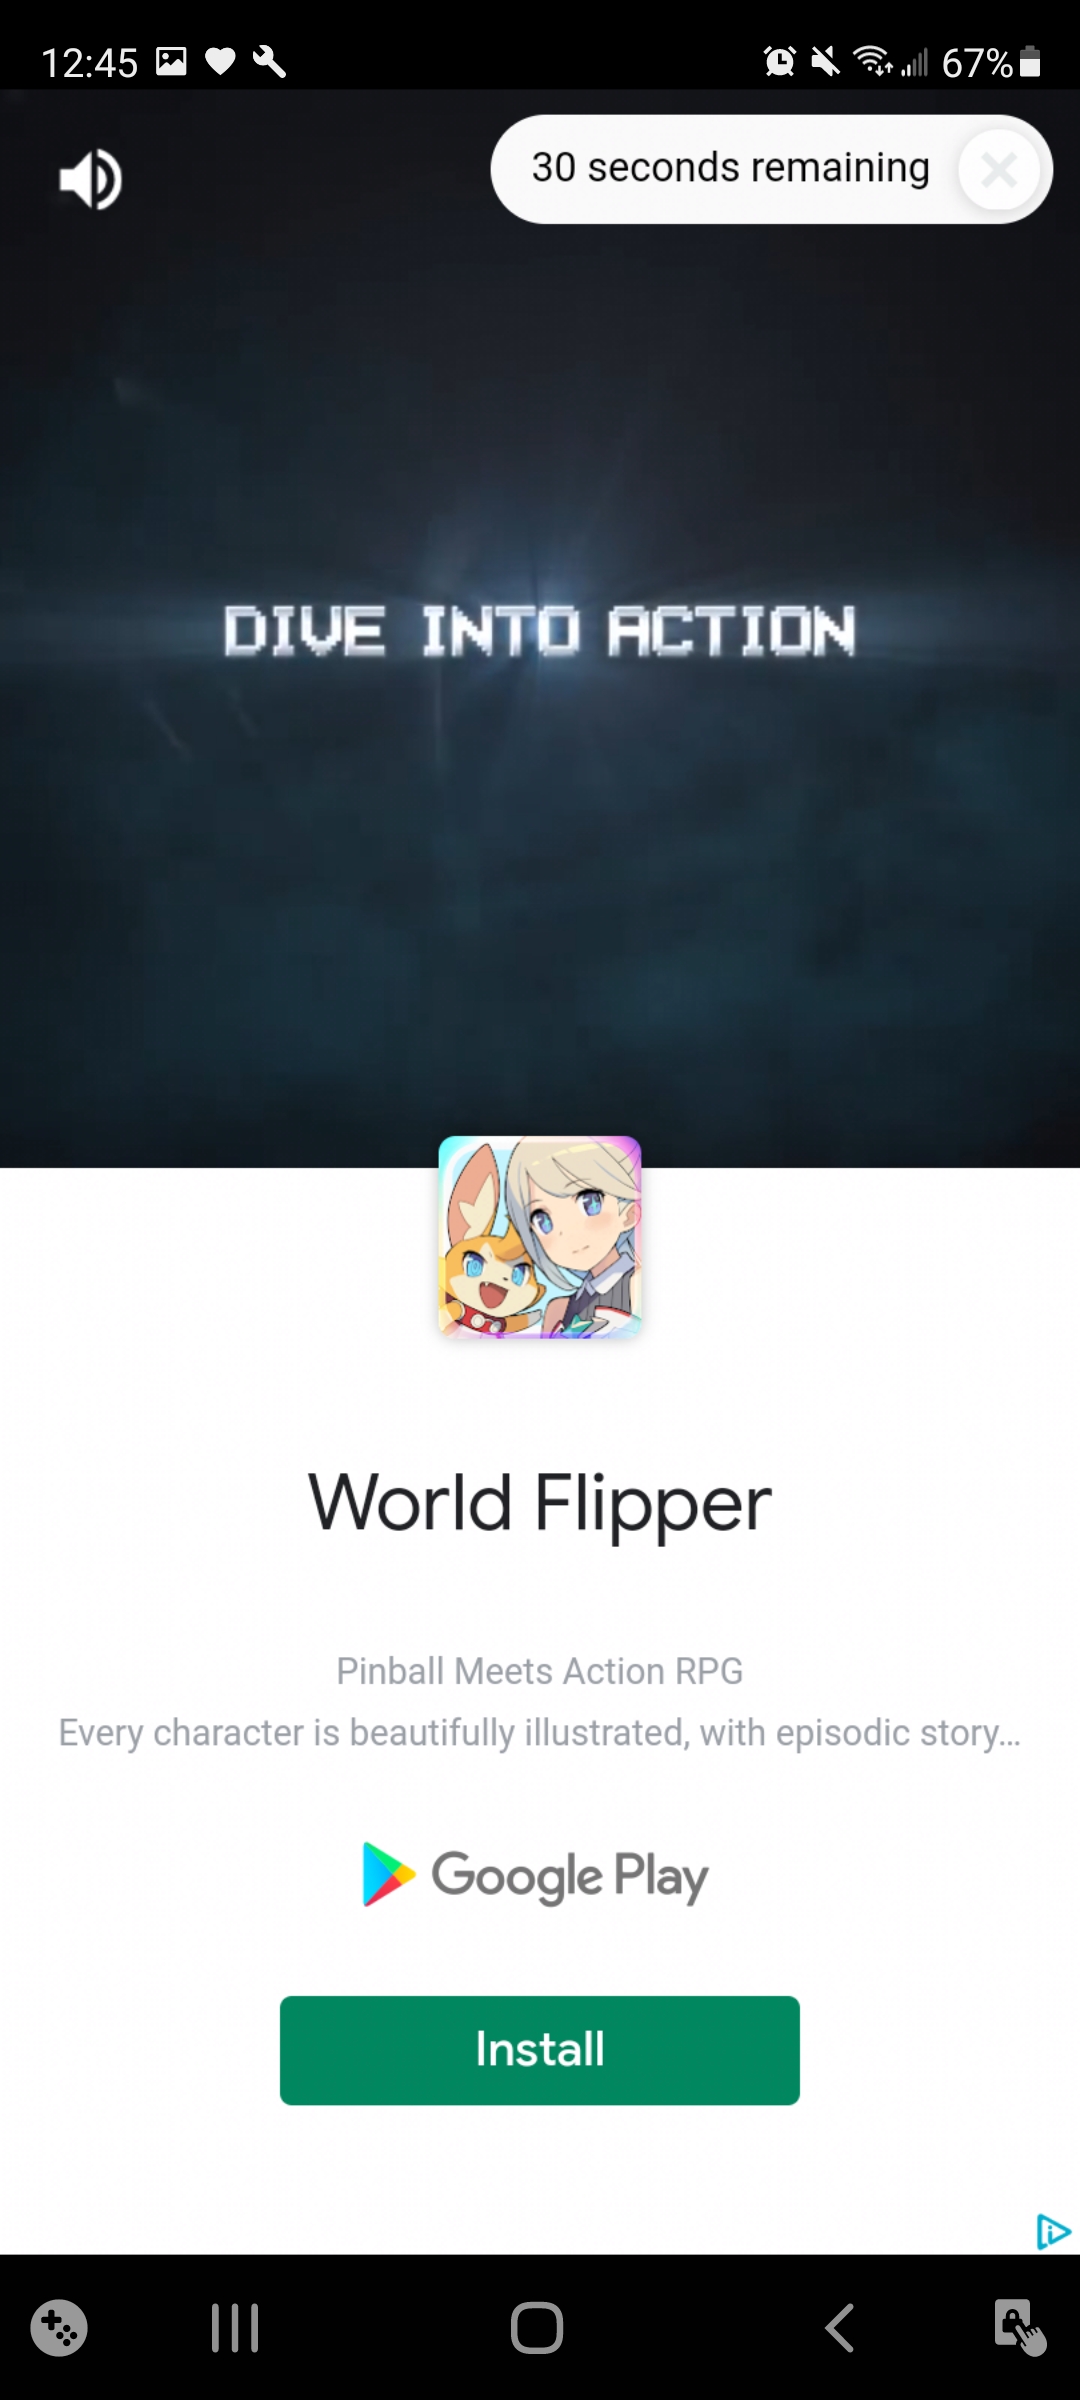 12:45
67%
30 seconds remaining
DIVE INTO ACTION
World Flipper
Pinball Meets Action RPG
Every character is beautifully illustrated, with episodic story...
Google Play
Install